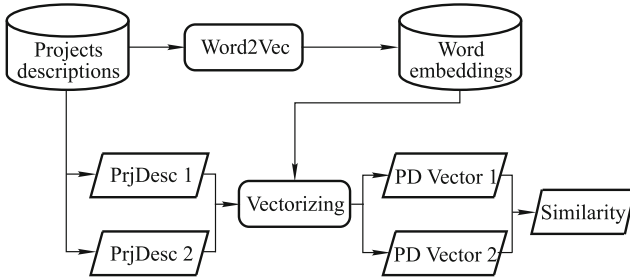 Projects
descriptions
Word2Vec
Word
embeddings
PrjDesc 1
PrjDesc 2
Vectorizing
PD Vector 1
PD Vector 2
Similarity